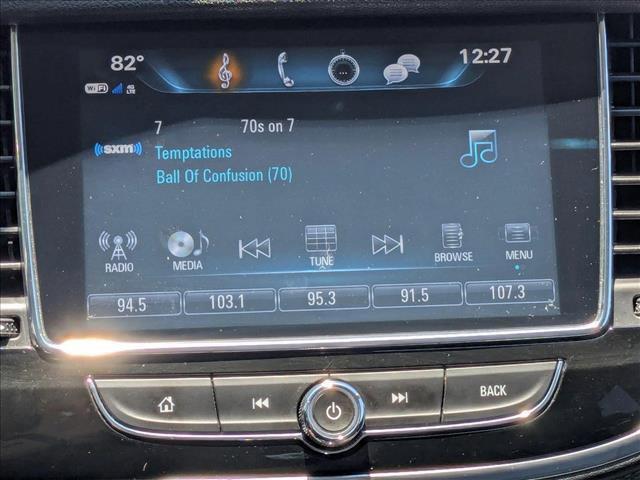 82° 12:27
WiFi 4G LTE
7 70s on 7
((sxm))
Temptations
Ball Of Confusion (70)
RADIO MEDIA TUNE BROWSE MENU
94.5 103.1 95.3 91.5 107.3
BACK